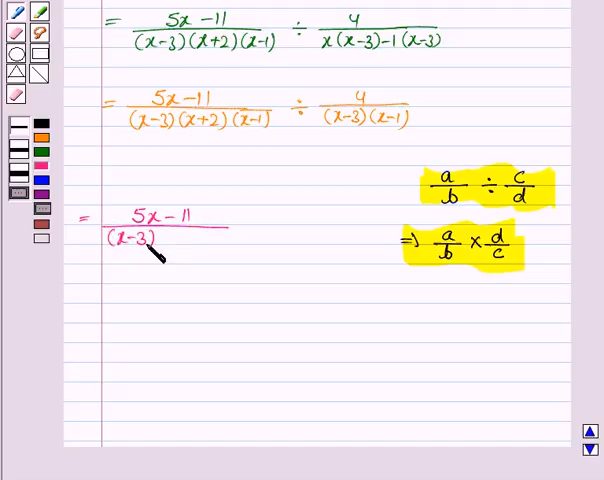 = (5x-11)/((x-3)(x+2)(x-1)) ÷ 4/(x(x-3)-1(x-3))
= (5x-11)/((x-3)(x+2)(x-1)) ÷ 4/((x-3)(x-1))
a/b ÷ c/d
= (5x-11)/((x-3)
⇒ a/b × d/c